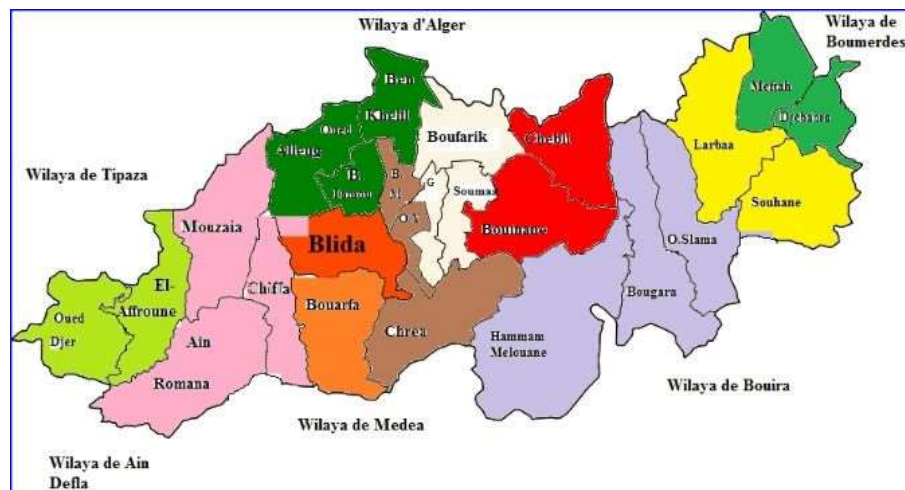 Wilaya d'Alger
Wilaya de
Boumerdes
Ben
Khelil
Oued
Alleug
B.
Boufarik
Chebli
Meftah
Djebabra
Larbaa
Wilaya de Tipaza
Mouzaia
B.
M
O.Y
G
Soumaa
Bouinane
Souhane
Blida
O.Slama
El-
Affroune
Chiffa
Bouarfa
Bougara
Oued
Djer
Ain
Romana
Chrea
Hammam
Melouane
Wilaya de Bouira
Wilaya de Medea
Wilaya de Ain
Defla